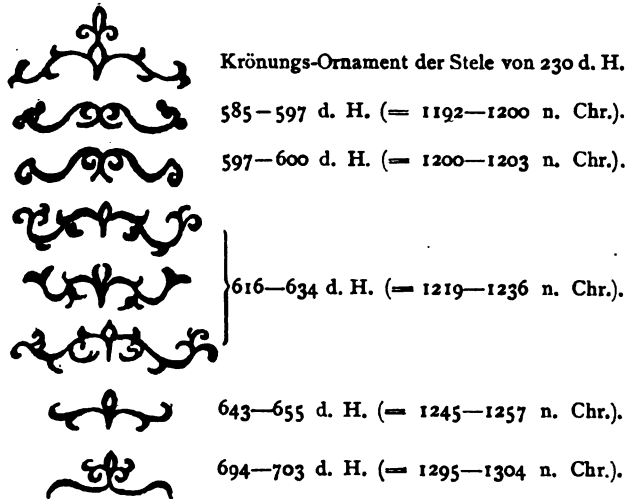 Krönungs-Ornament der Stele von 230 d. H.
585—597 d. H. (= 1192—1200 n. Chr.).
597—600 d. H. (= 1200—1203 n. Chr.).
616—634 d. H. (= 1219—1236 n. Chr.).
643—655 d. H. (= 1245—1257 n. Chr.).
694—703 d. H. (= 1295—1304 n. Chr.).